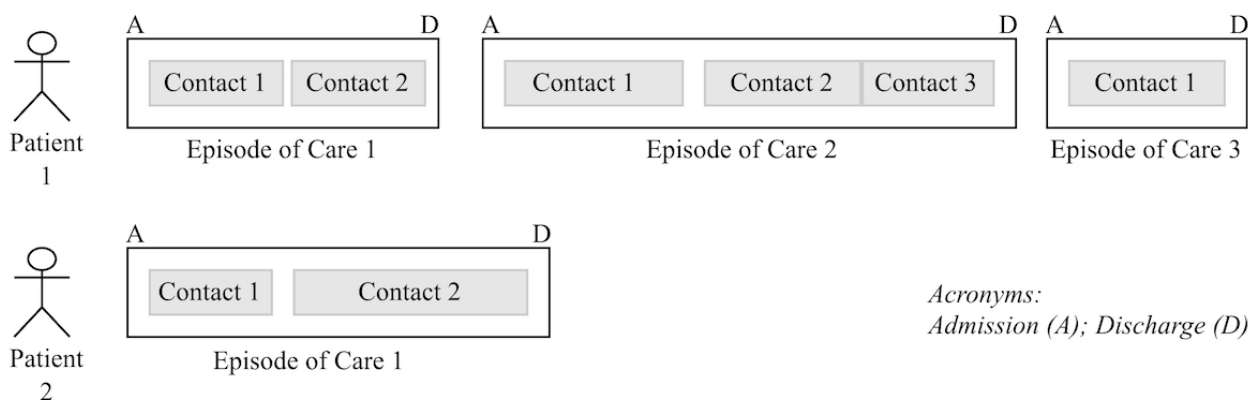 A D A D A D
Contact 1 Contact 2 Contact 1 Contact 2 Contact 3 Contact 1
Patient
1
Episode of Care 1 Episode of Care 2 Episode of Care 3
A D
Contact 1 Contact 2
Patient
2
Episode of Care 1
Acronyms:
Admission (A); Discharge (D)